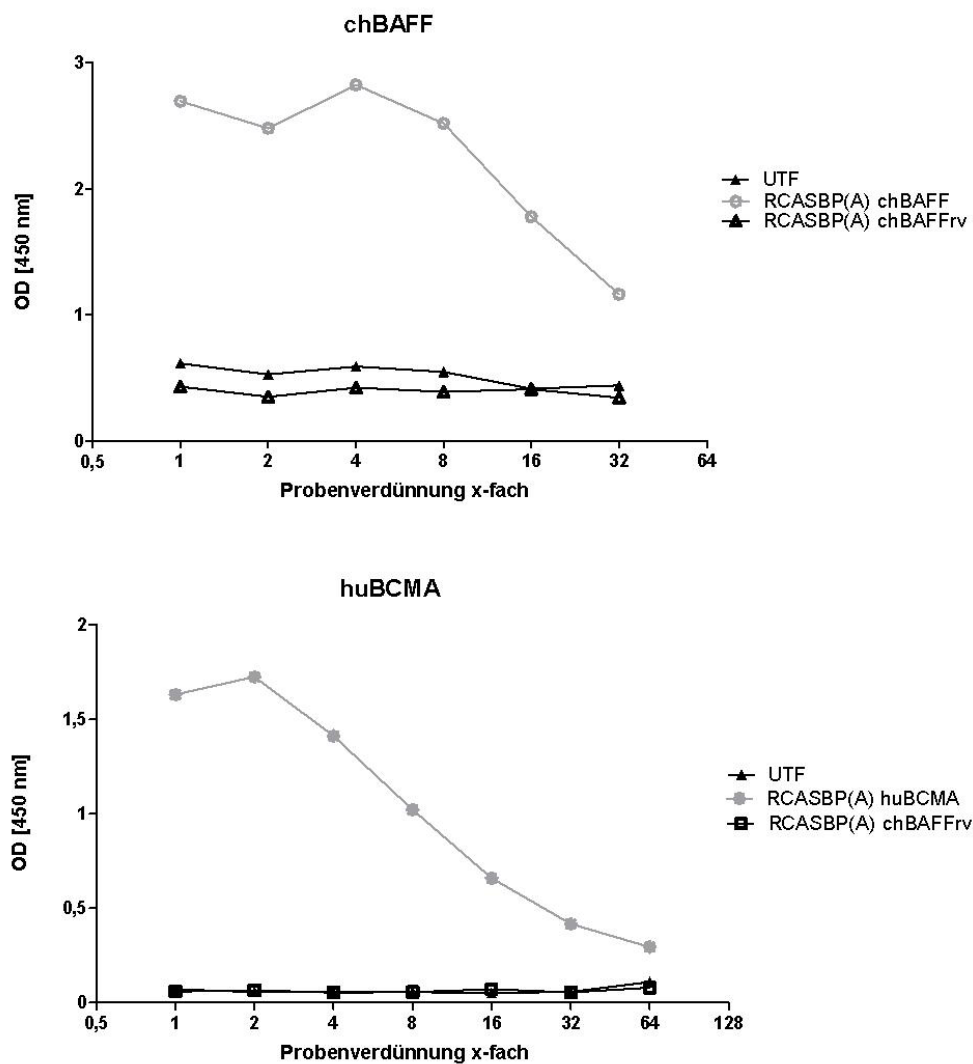 chBAFF
3
2
1
0
OD [450 nm]
0,5 1 2 4 8 16 32 64
Probenverdünnung x-fach
UTF
RCASBP(A) chBAFF
RCASBP(A) chBAFFrv
huBCMA
2
1,5
1
0,5
0
OD [450 nm]
0,5 1 2 4 8 16 32 64 128
Probenverdünnung x-fach
UTF
RCASBP(A) huBCMA
RCASBP(A) chBAFFrv